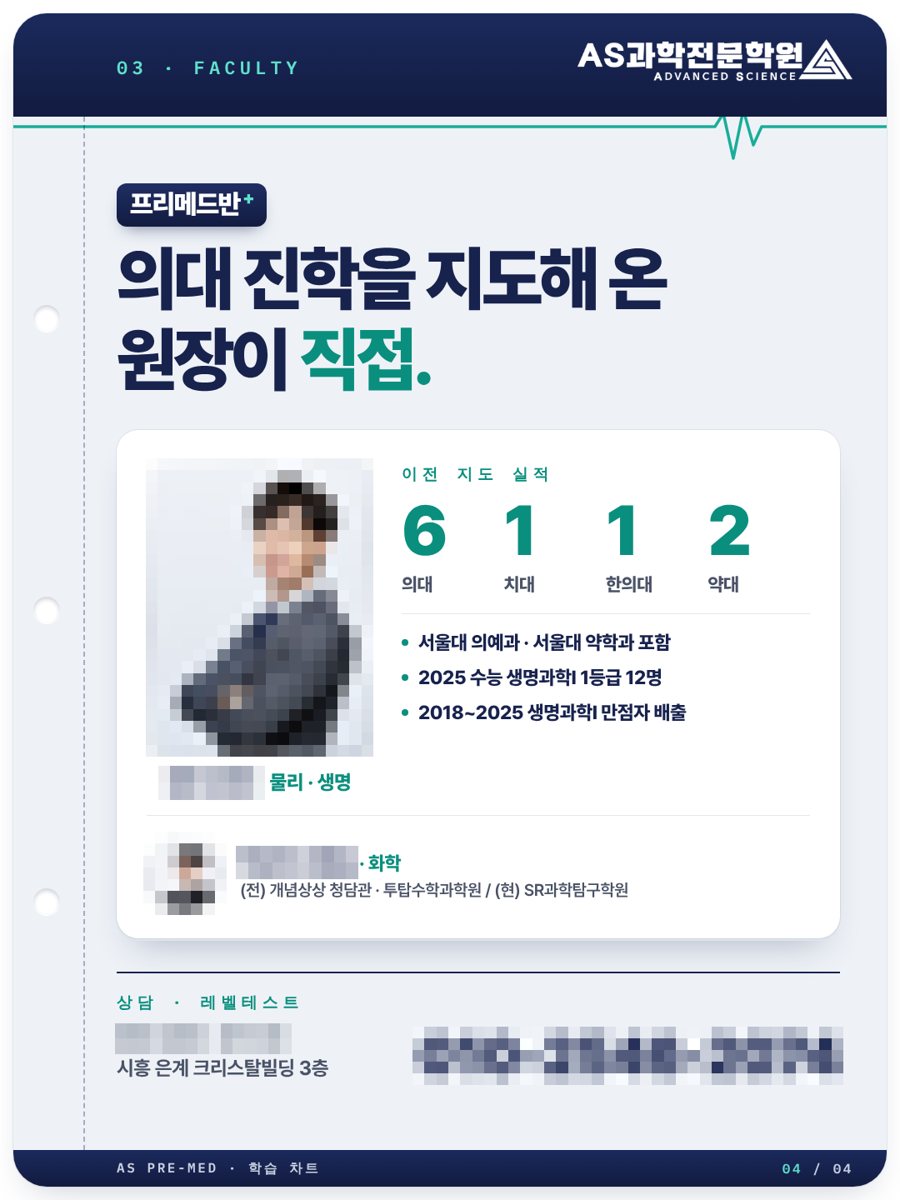 03 · FACULTY
AS과학전문학원
ADVANCED SCIENCE
프리메드반+
의대 진학을 지도해 온
원장이 직접.
이전 지도 실적
6 1 1 2
의대 치대 한의대 약대
서울대 의예과 · 서울대 약학과 포함
2025 수능 생명과학I 1등급 12명
2018~2025 생명과학I 만점자 배출
물리 · 생명
· 화학
(전) 개념상상 청담관 · 투탑수학과학원 / (현) SR과학탐구학원
상담 · 레벨테스트
시흥 은계 크리스탈빌딩 3층
AS PRE-MED · 학습 차트
04 / 04